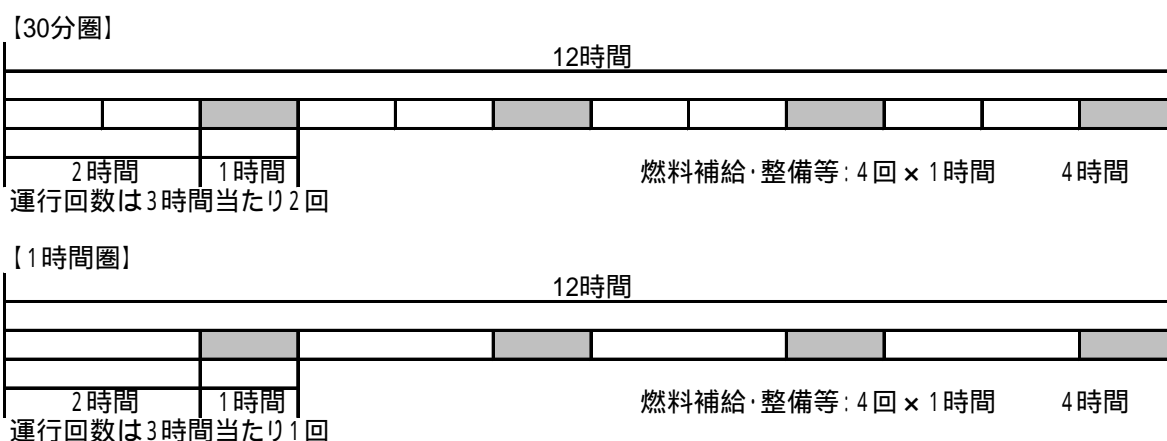 【30分圏】
12時間
2時間 1時間 燃料補給・整備等：4回×1時間 4時間
運行回数は3時間当たり2回
【1時間圏】
12時間
2時間 1時間 燃料補給・整備等：4回×1時間 4時間
運行回数は3時間当たり1回